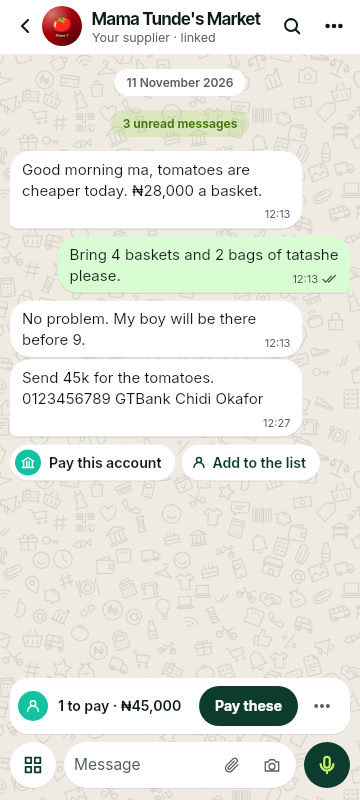 Mama Tunde's Market
Your supplier · linked
11 November 2026
3 unread messages
Good morning ma, tomatoes are
cheaper today. ₦28,000 a basket.
12:13
Bring 4 baskets and 2 bags of tatashe
please.
12:13
No problem. My boy will be there
before 9.
12:13
Send 45k for the tomatoes.
0123456789 GTBank Chidi Okafor
12:27
Pay this account
Add to the list
1 to pay · ₦45,000
Pay these
Message